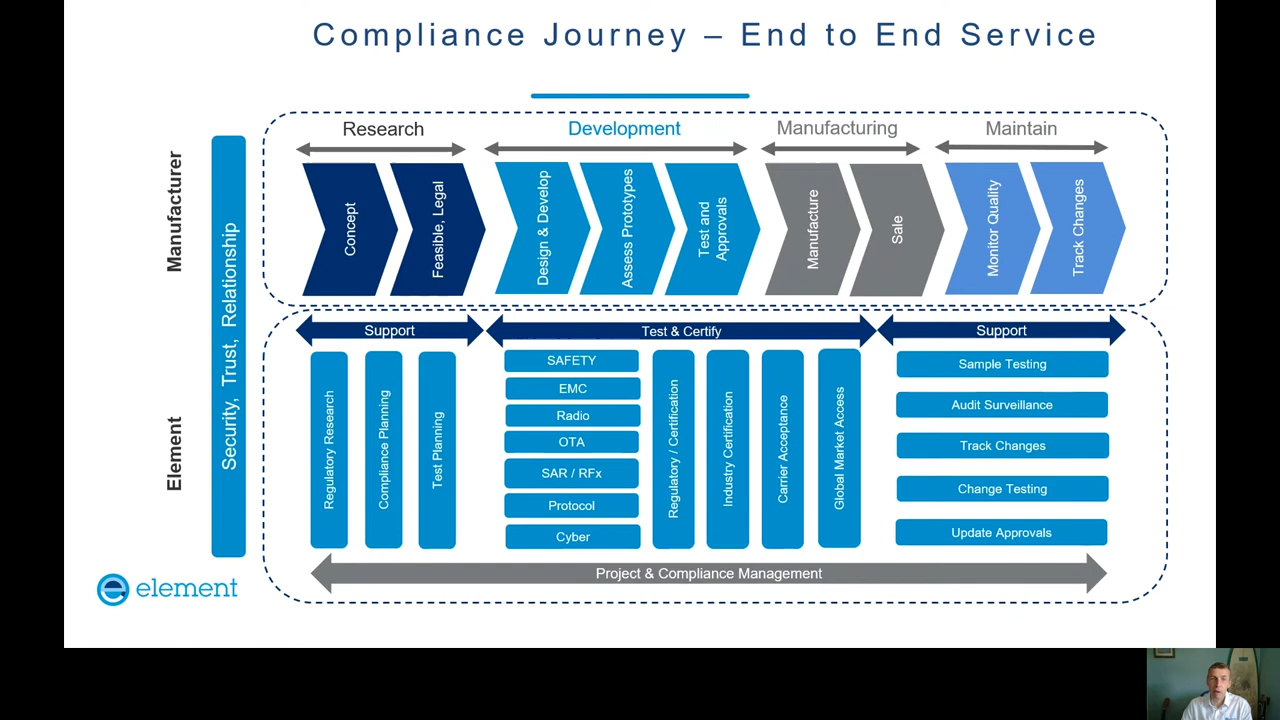 Compliance Journey – End to End Service
Manufacturer
Element
Security, Trust, Relationship
Research
Development
Manufacturing
Maintain
Concept
Feasible, Legal
Design & Develop
Assess Prototypes
Test and
Approvals
Manufacture
Sale
Monitor Quality
Track Changes
Support
Test & Certify
Support
Regulatory Research
Compliance Planning
Test Planning
SAFETY
EMC
Radio
OTA
SAR / RFx
Protocol
Cyber
Regulatory / Certification
Industry Certification
Carrier Acceptance
Global Market Access
Sample Testing
Audit Surveillance
Track Changes
Change Testing
Update Approvals
Project & Compliance Management
element